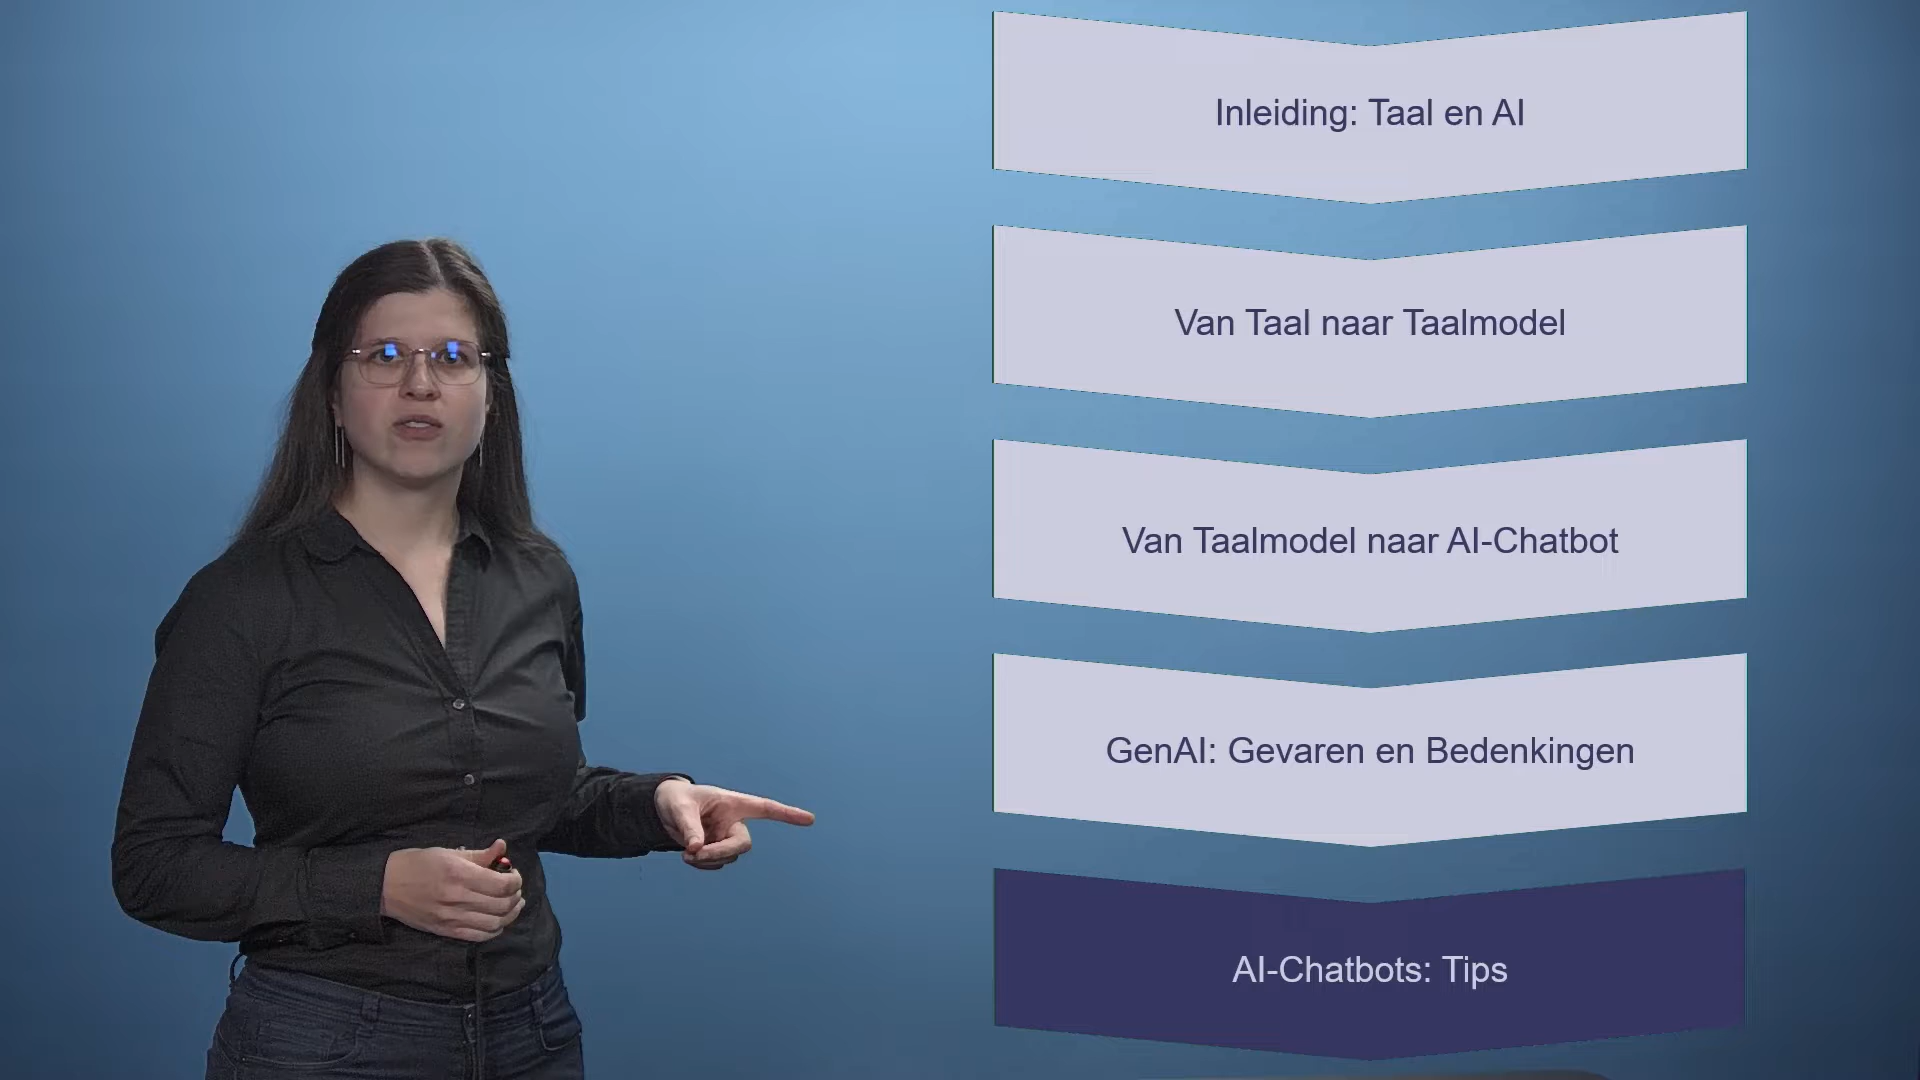 Inleiding: Taal en AI
Van Taal naar Taalmodel
Van Taalmodel naar AI-Chatbot
GenAI: Gevaren en Bedenkingen
AI-Chatbots: Tips